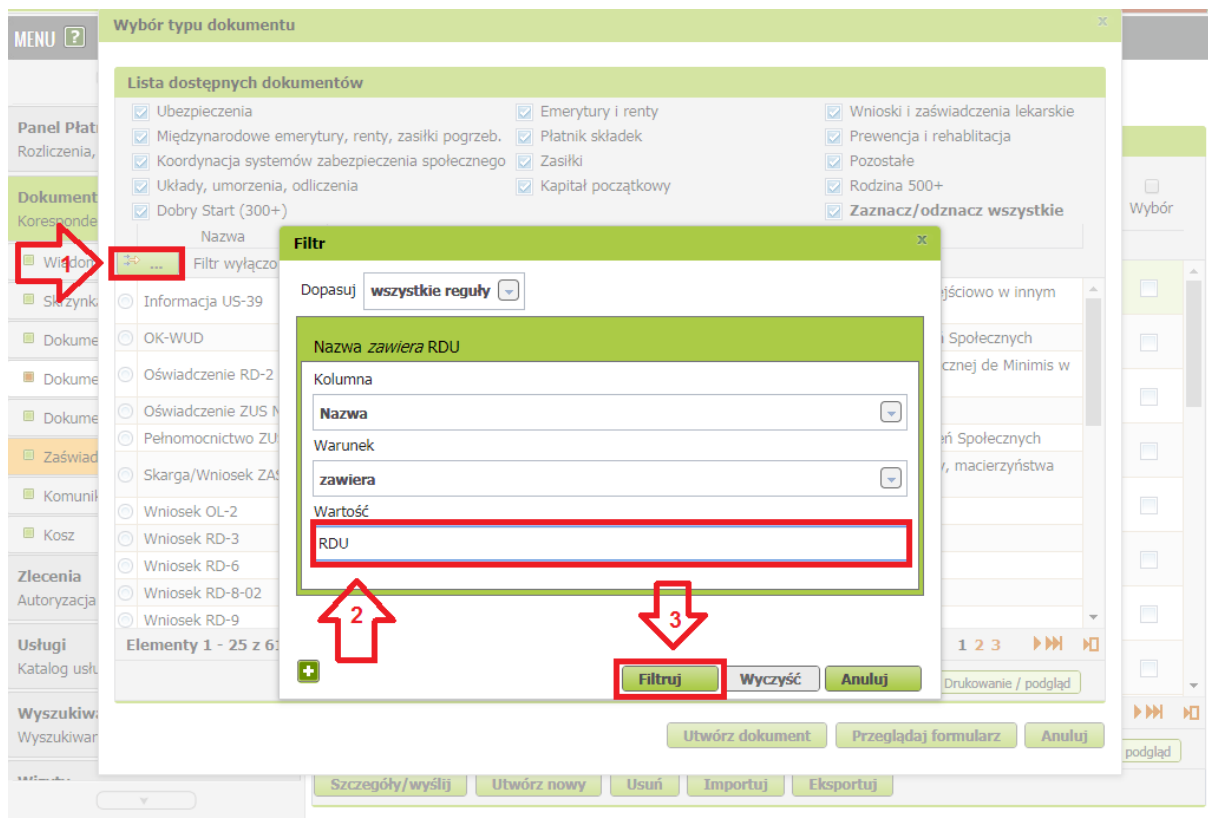 Wybór typu dokumentu
x
MENU ?
Lista dostępnych dokumentów
Ubezpieczenia
Emerytury i renty
Wnioski i zaświadczenia lekarskie
Panel Płat
Międzynarodowe emerytury, renty, zasiłki pogrzeb.
Płatnik składek
Prewencja i rehablitacja
Rozliczenia,
Koordynacja systemów zabezpieczenia społecznego
Zasiłki
Pozostałe
Układy, umorzenia, odliczenia
Kapitał początkowy
Rodzina 500+
Dokument
Koresponde
Dobry Start (300+)
Zaznacz/odznacz wszystkie
Wybór
Nazwa
Filtr
x
1
...
Filtr wyłączo
Dopasuj wszystkie reguły
Informacja US-39
ejściowo w innym
OK-WUD
Społecznych
Dokume
Nazwa zawiera RDU
Oświadczenie RD-2
cznej de Minimis w
Dokume
Kolumna
Oświadczenie ZUS
Nazwa
Dokume
Pełnomocnictwo ZU
Warunek
eń Społecznych
Zaświad
Skarga/Wniosek ZAS
zawiera
y, macierzyństwa
Komunik
Wniosek OL-2
Wartość
Kosz
Wniosek RD-3
RDU
Wniosek RD-6
Zlecenia
Autoryzacja
Wniosek RD-8-02
Wniosek RD-9
2
3
Usługi
Katalog usłu
Elementy 1 - 25 z 61
1 2 3
Filtruj
Wyczyść
Anuluj
Drukowanie / podgląd
Wyszukiwa
Wyszukiwan
Utwórz dokument
Przeglądaj formularz
Anuluj
podgląd
Szczegóły/wyślij
Utwórz nowy
Usuń
Importuj
Eksportuj